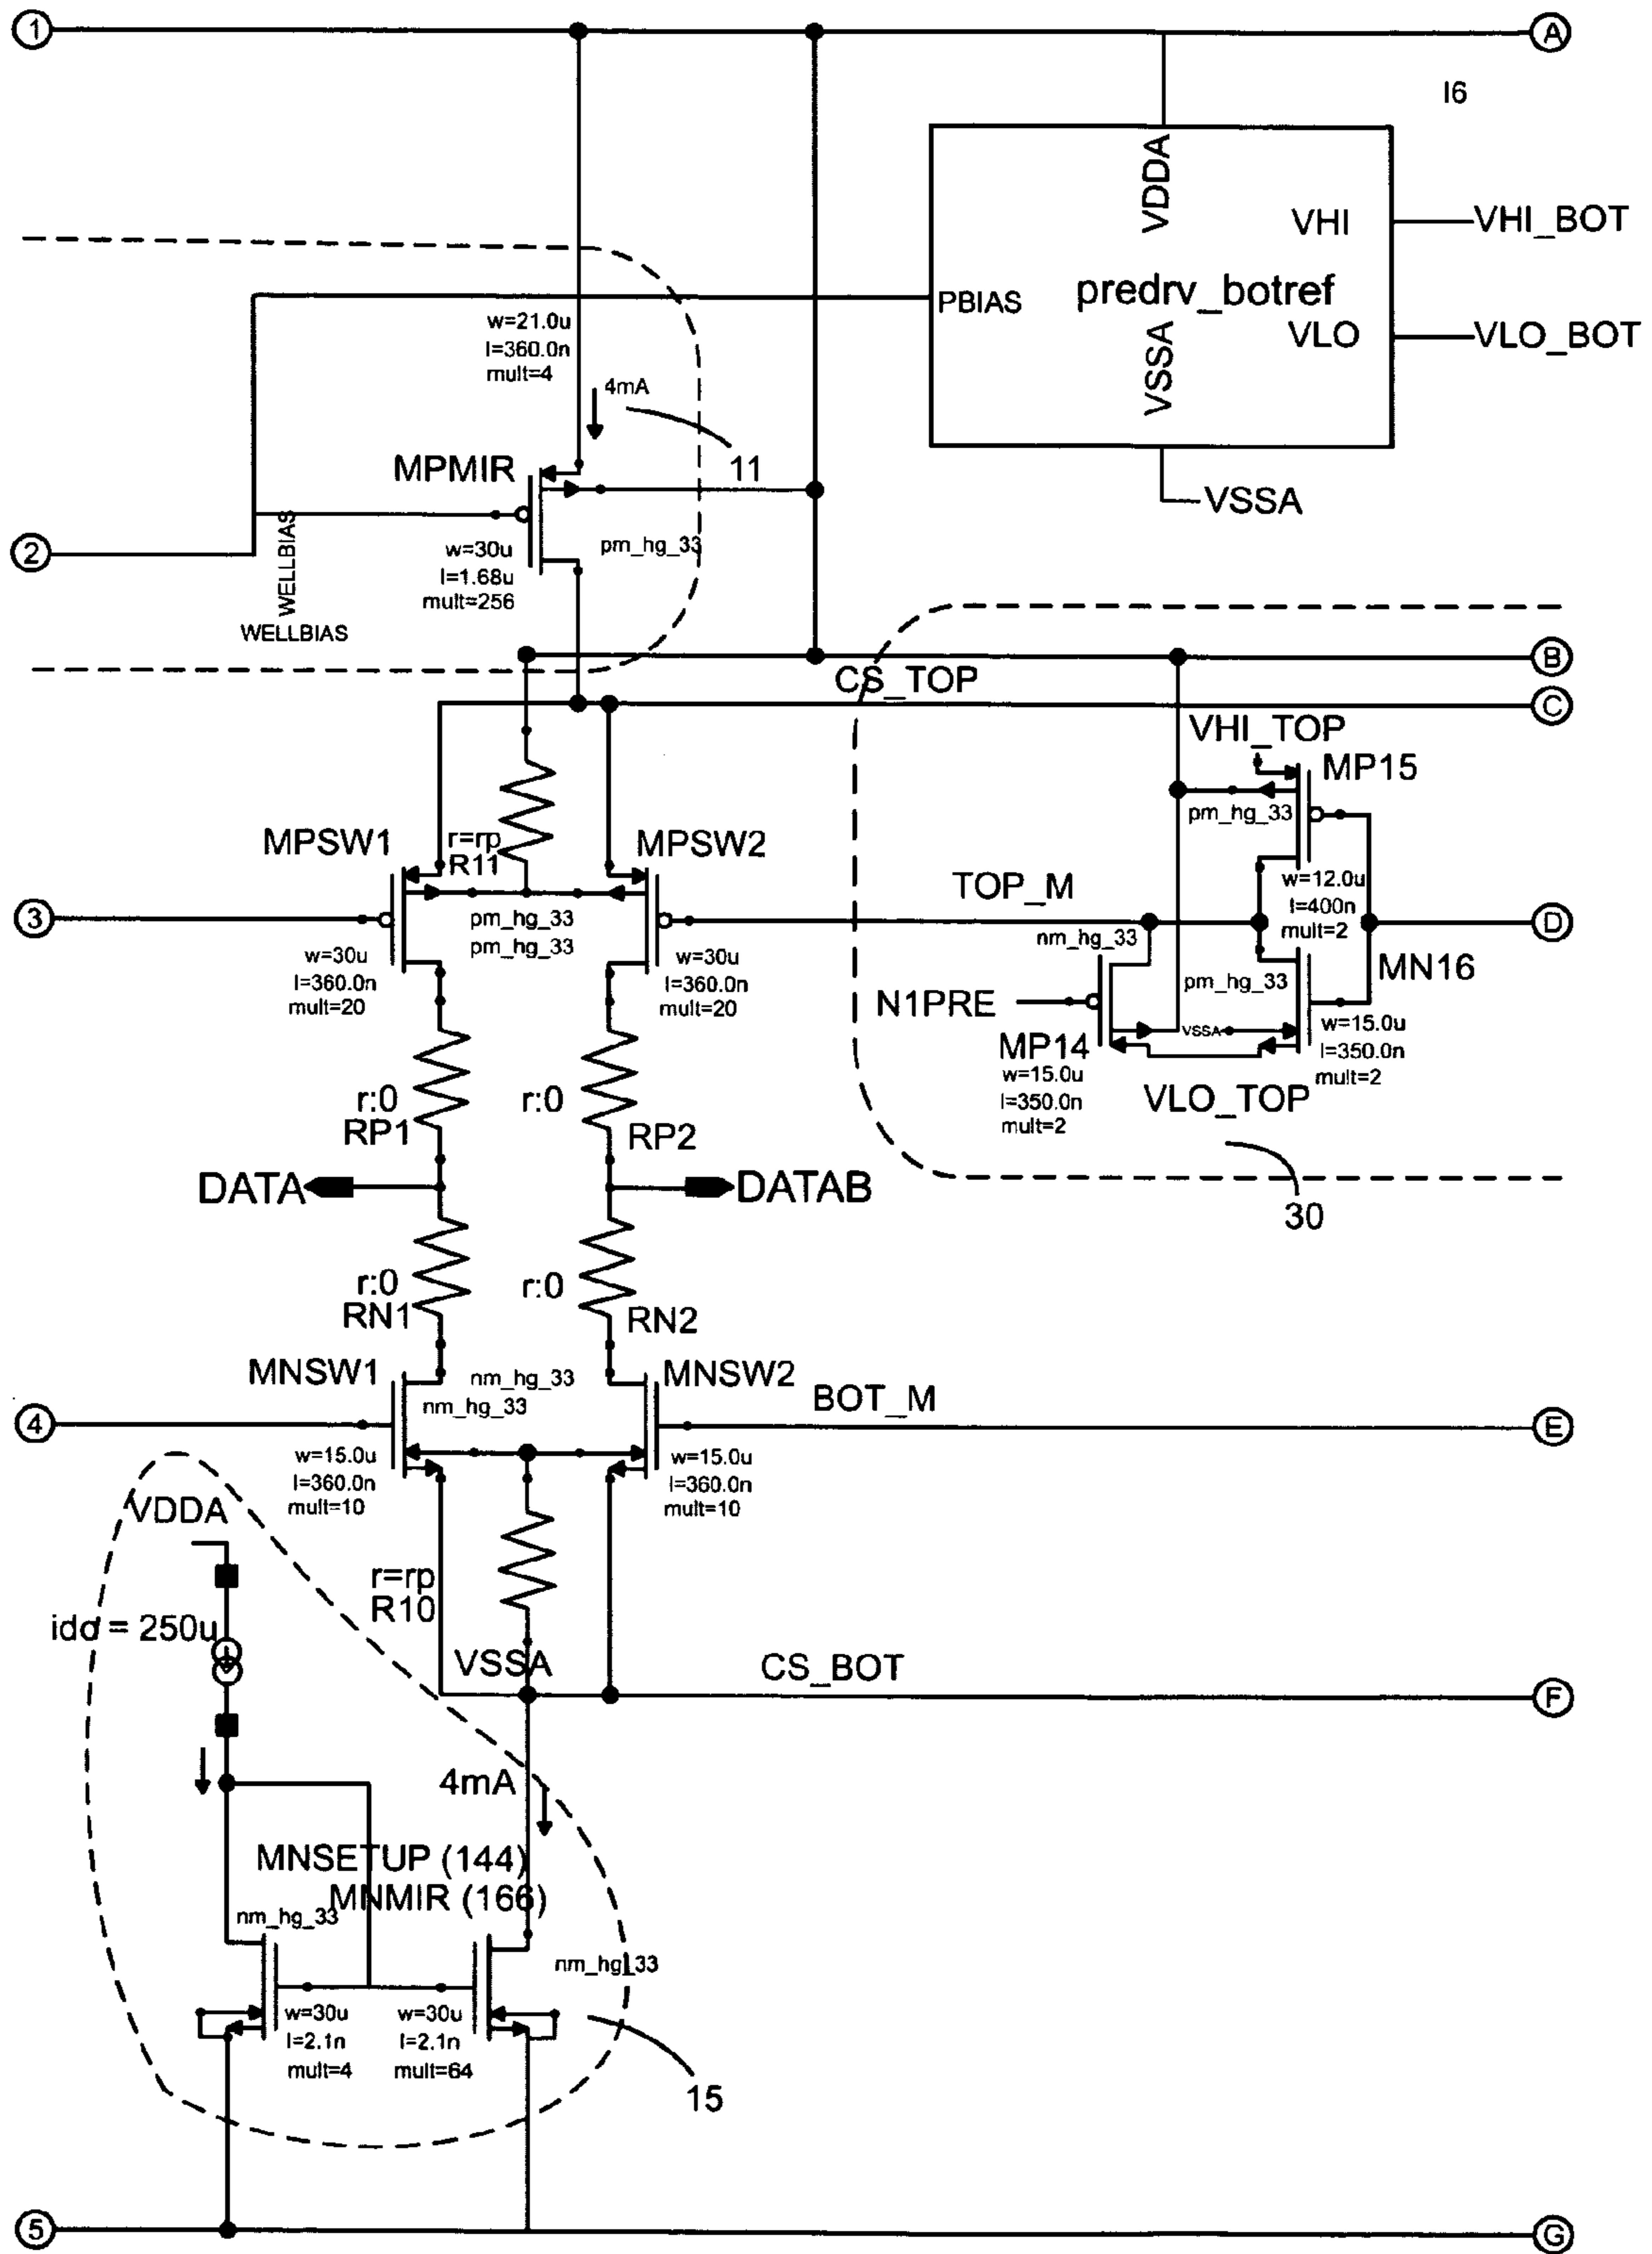 1
A
I6
VDDA
VHI
VHI_BOT
predrv_botref
PBIAS
VLO
VLO_BOT
VSSA
VSSA
w=21.0u
l=360.0n
mult=4
4mA
11
MPMIR
2
WELLBIAS
WELLBIAS
w=30u
l=1.68u
mult=256
pm_hg_33
B
CS_TOP
C
VHI_TOP
MP15
pm_hg_33
w=12.0u
l=400n
mult=2
MPSW1
r=rp
R11
MPSW2
pm_hg_33
pm_hg_33
3
TOP_M
D
w=30u
l=360.0n
mult=20
w=30u
l=360.0n
mult=20
nm_hg_33
pm_hg_33
MN16
N1PRE
VSSA
MP14
w=15.0u
l=350.0n
mult=2
w=15.0u
l=350.0n
mult=2
VLO_TOP
30
r:0
RP1
r:0
RP2
DATA
DATAB
r:0
RN1
r:0
RN2
MNSW1
nm_hg_33
nm_hg_33
MNSW2
BOT_M
4
E
w=15.0u
l=360.0n
mult=10
w=15.0u
l=360.0n
mult=10
VDDA
r=rp
R10
idd = 250u
VSSA
CS_BOT
F
4mA
MNSETUP (144)
MNMIR (166)
nm_hg_33
nm_hg_33
w=30u
l=2.1n
mult=4
w=30u
l=2.1n
mult=64
15
5
G